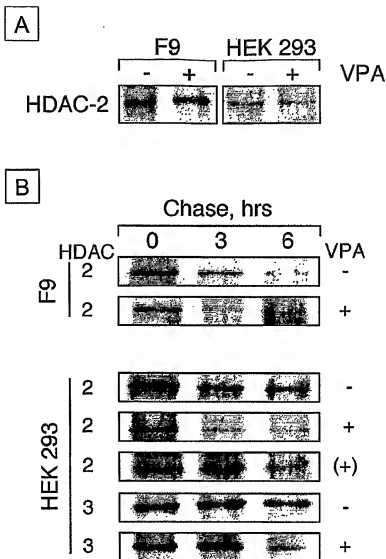 A
F9 HEK 293
- + - + VPA
HDAC-2
B
Chase, hrs
HDAC 0 3 6 VPA
F9
2 -
2 +
HEK 293
2 -
2 +
2 (+)
3 -
3 +